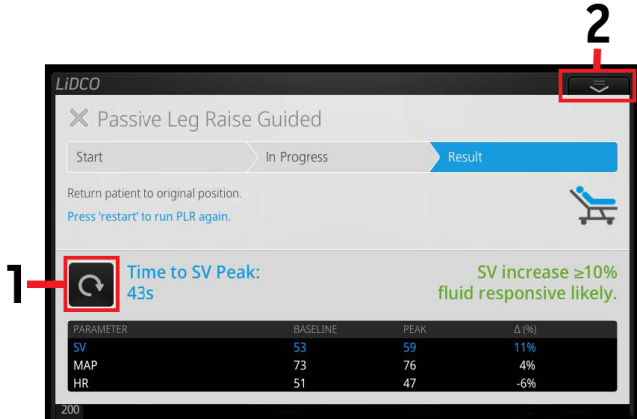 2
LiDCO
Passive Leg Raise Guided
Start In Progress Result
Return patient to original position.
Press 'restart' to run PLR again.
1
Time to SV Peak: SV increase ≥10%
43s fluid responsive likely.
PARAMETER BASELINE PEAK Δ (%)
SV 53 59 11%
MAP 73 76 4%
HR 51 47 -6%
200